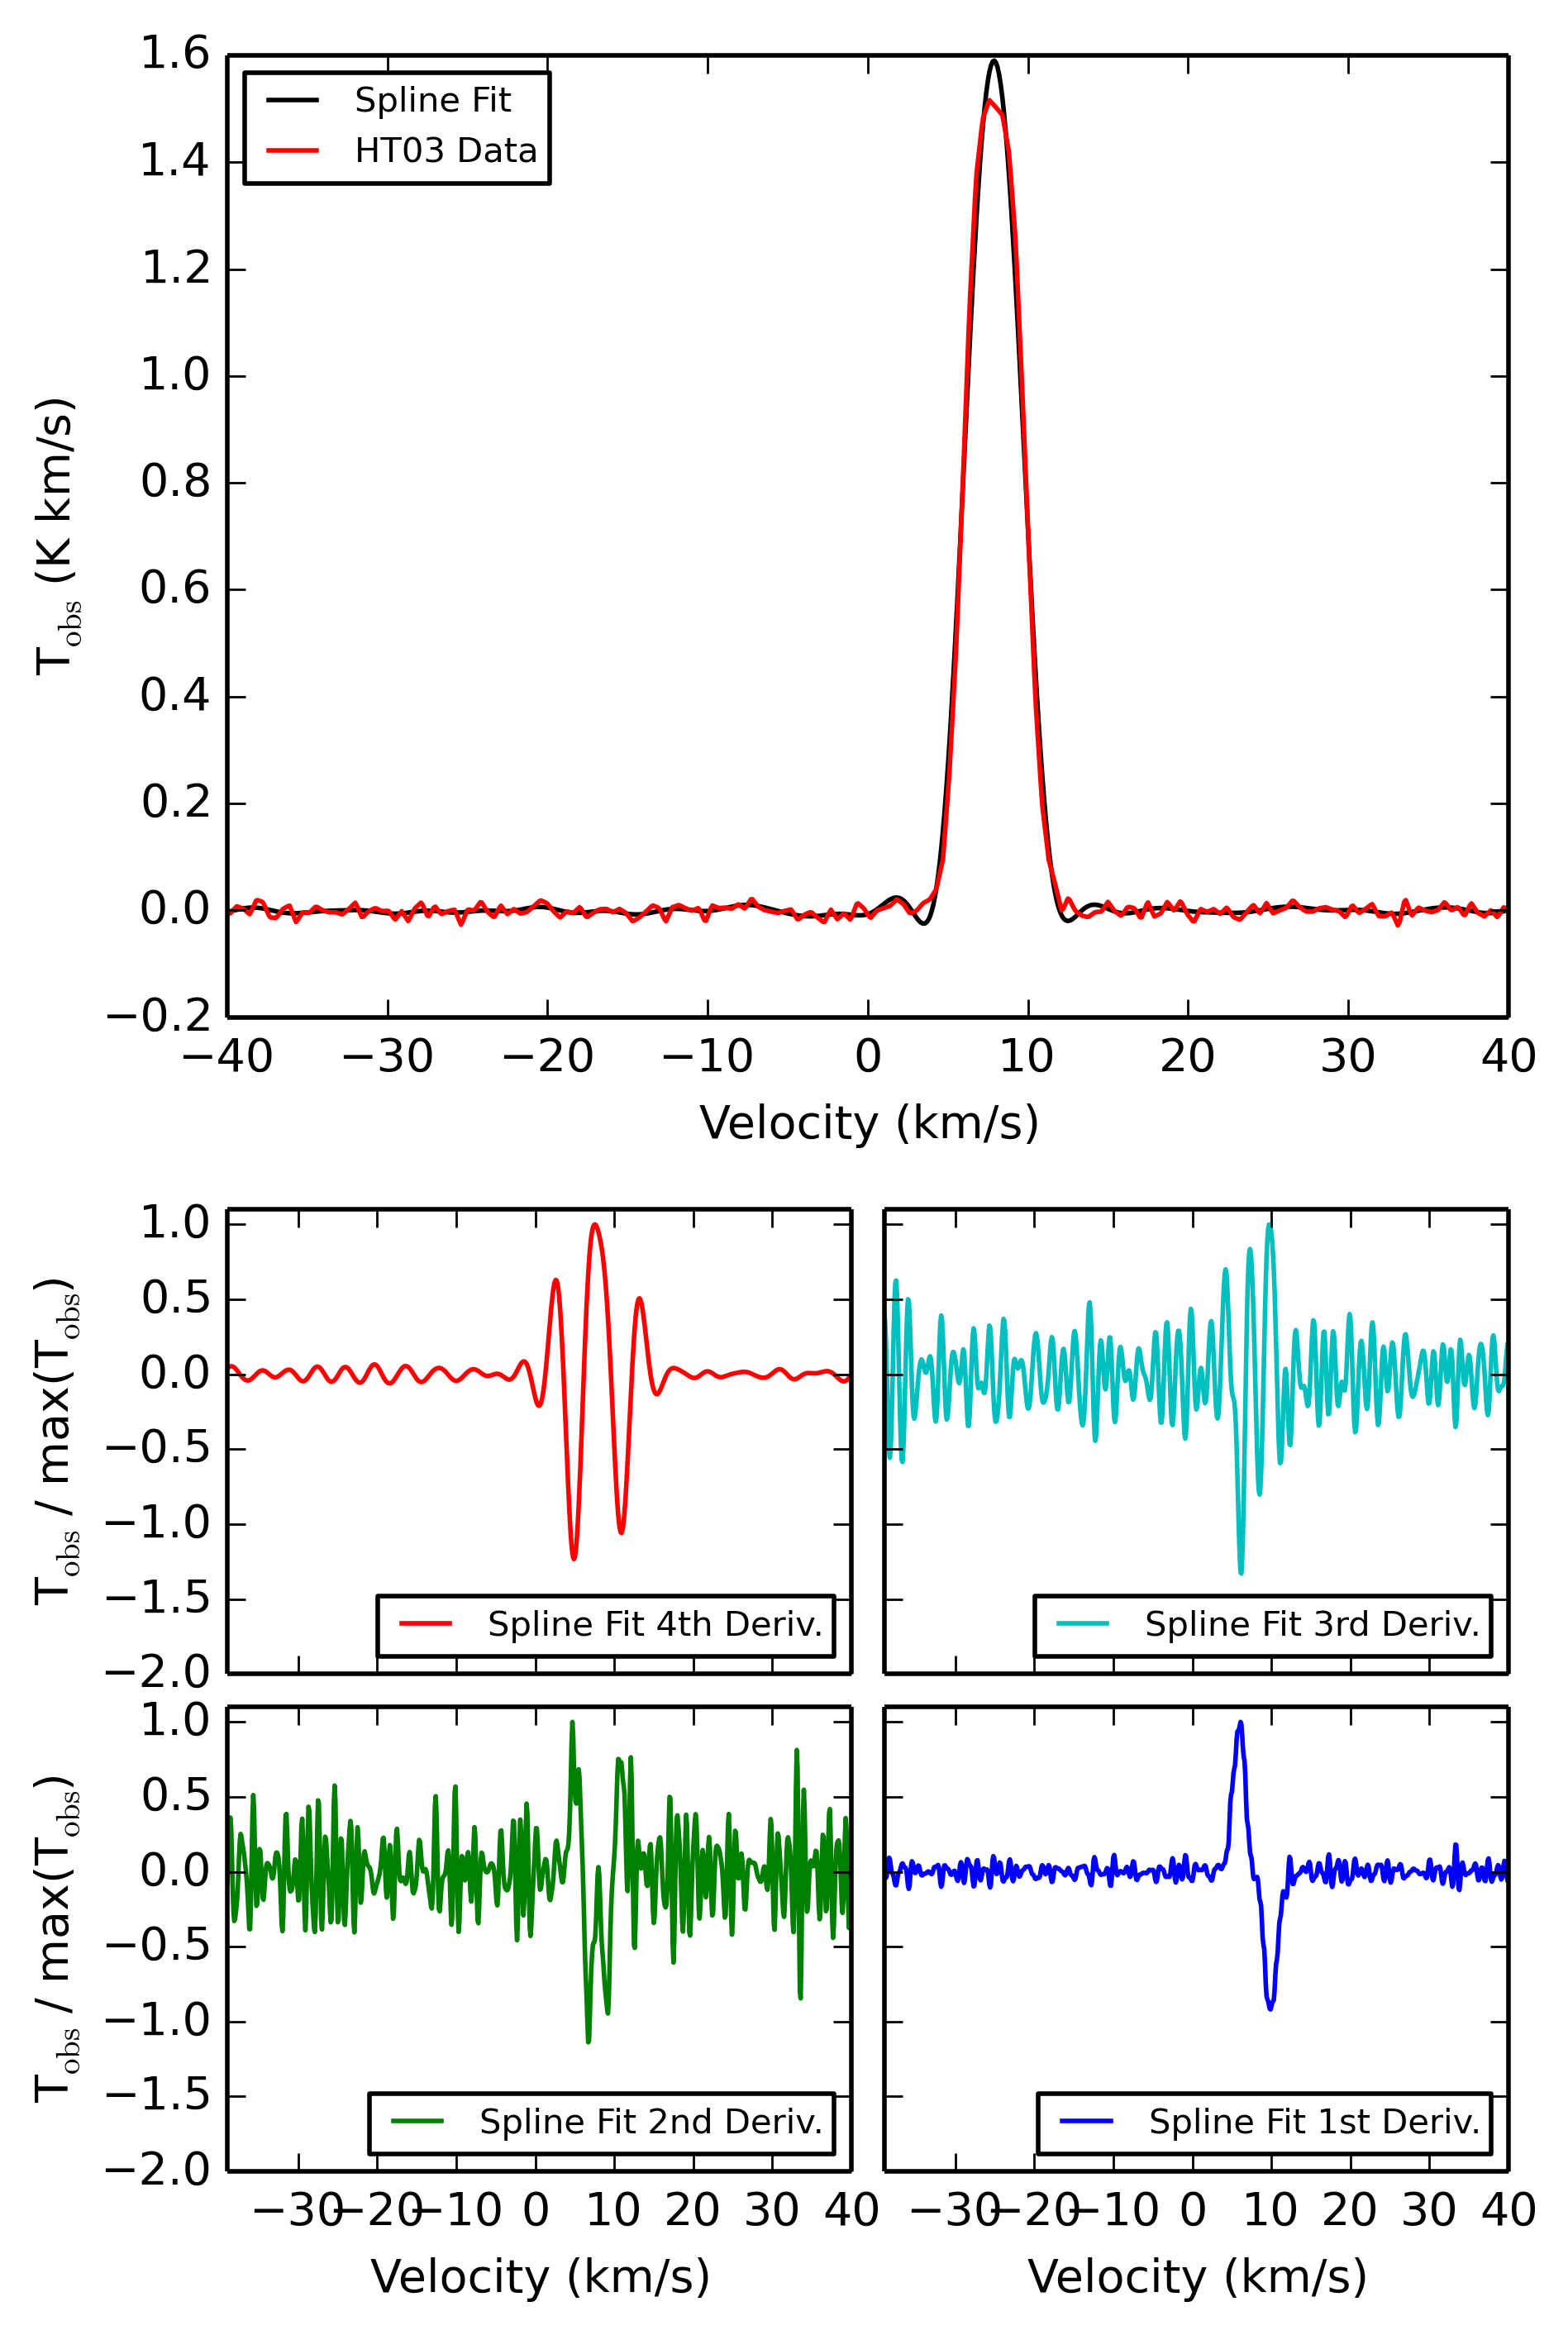 1.6
1.4
1.2
1.0
0.8
0.6
0.4
0.2
0.0
−0.2
T_obs (K km/s)
Spline Fit
HT03 Data
−40 −30 −20 −10 0 10 20 30 40
Velocity (km/s)
1.0
0.5
0.0
−0.5
−1.0
−1.5
−2.0
T_obs / max(T_obs)
Spline Fit 4th Deriv.
Spline Fit 3rd Deriv.
1.0
0.5
0.0
−0.5
−1.0
−1.5
−2.0
T_obs / max(T_obs)
Spline Fit 2nd Deriv.
Spline Fit 1st Deriv.
−30 −20 −10 0 10 20 30 40
−30 −20 −10 0 10 20 30 40
Velocity (km/s)
Velocity (km/s)